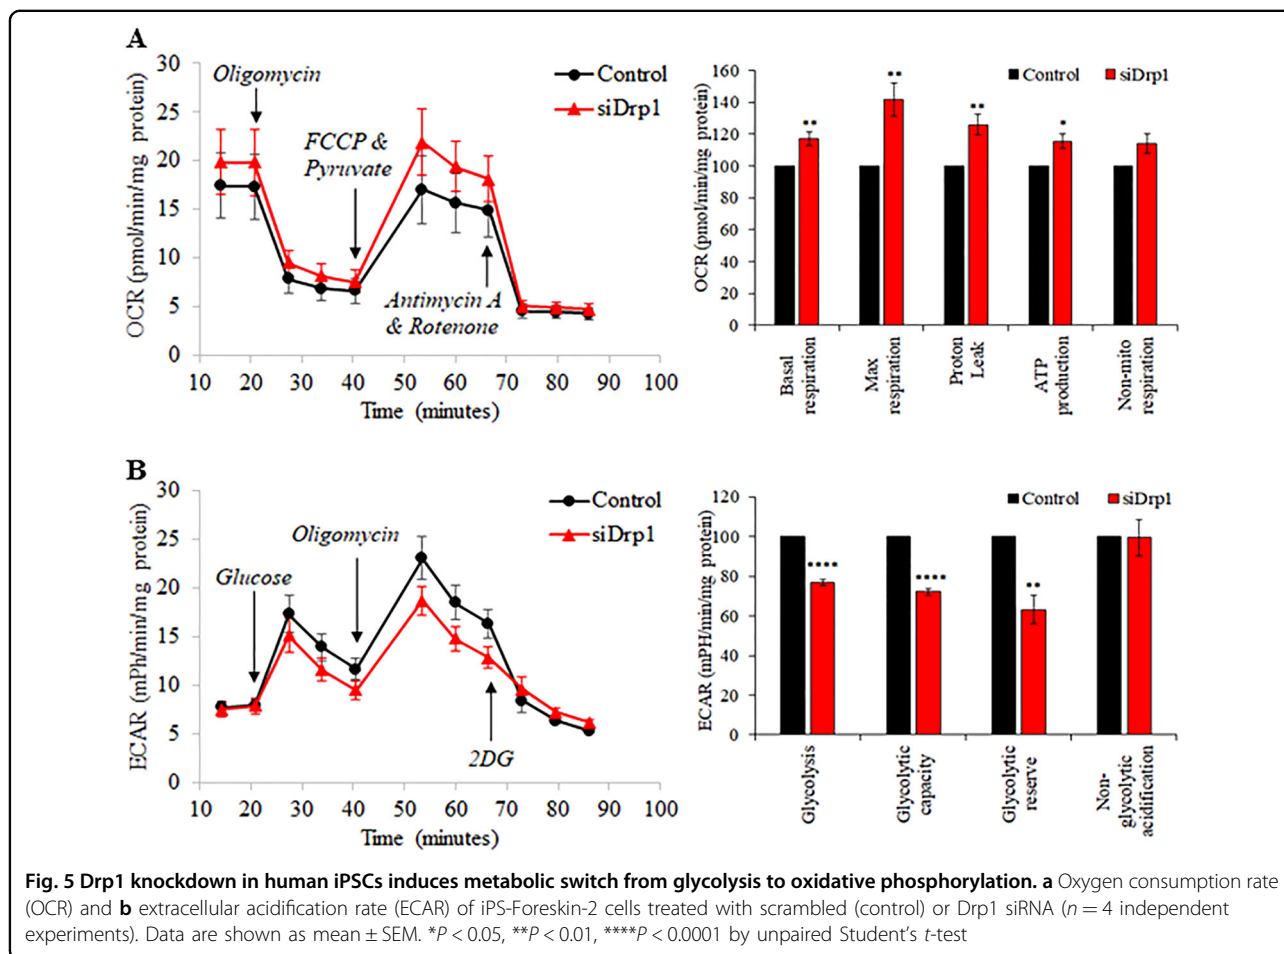 A
30
25
20
15
10
5
0
OCR (pmol/min/mg protein)
Oligomycin
FCCP &
Pyruvate
Antimycin A
& Rotenone
Control
siDrp1
10 20 30 40 50 60 70 80 90 100
Time (minutes)
160
140
120
100
80
60
40
20
0
OCR (pmol/min/mg protein)
Control siDrp1
**
**
**
*
Basal
respiration
Max
respiration
Proton
Leak
ATP
production
Non-mito
respiration
B
30
25
20
15
10
5
0
ECAR (mPh/min/mg protein)
Glucose
Oligomycin
2DG
Control
siDrp1
10 20 30 40 50 60 70 80 90 100
Time (minutes)
120
100
80
60
40
20
0
ECAR (mPH/min/mg protein)
Control siDrp1
****
****
**
Glycolysis
Glycolytic
capacity
Glycolytic
reserve
Non-
glycolytic
acidification
Fig. 5 Drp1 knockdown in human iPSCs induces metabolic switch from glycolysis to oxidative phosphorylation. a Oxygen consumption rate
(OCR) and b extracellular acidification rate (ECAR) of iPS-Foreskin-2 cells treated with scrambled (control) or Drp1 siRNA (n = 4 independent
experiments). Data are shown as mean ± SEM. *P < 0.05, **P < 0.01, ****P < 0.0001 by unpaired Student’s t-test